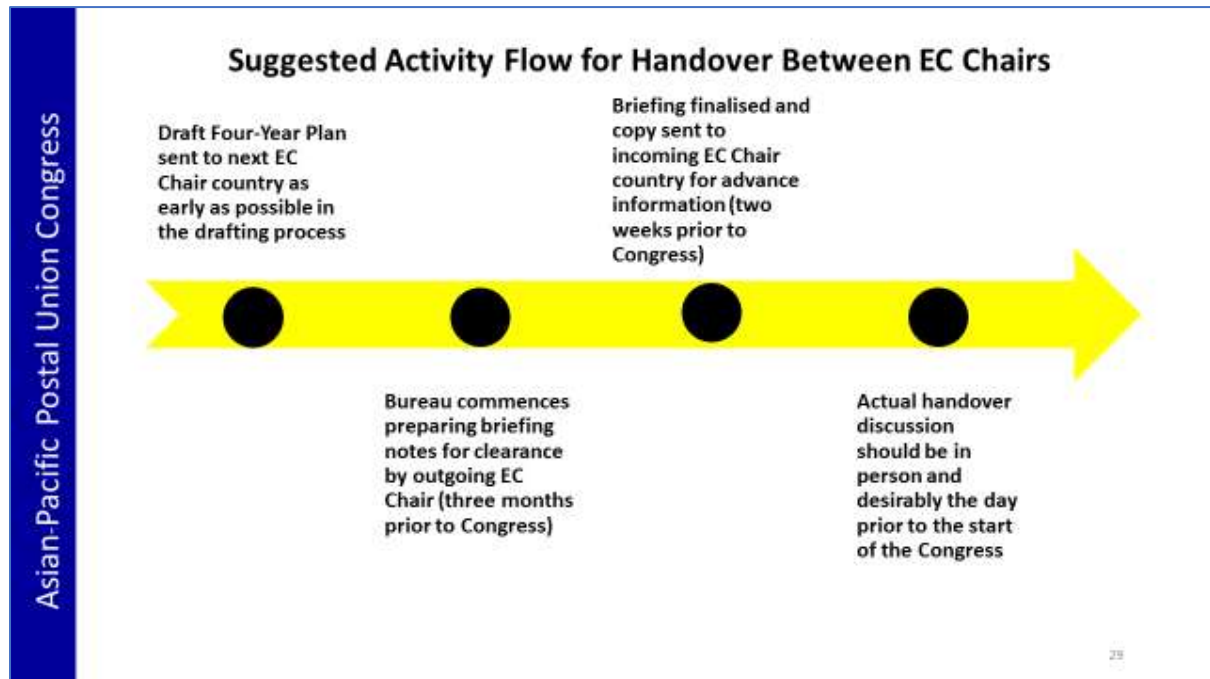 Suggested Activity Flow for Handover Between EC Chairs
Asian-Pacific Postal Union Congress
Draft Four-Year Plan
sent to next EC
Chair country as
early as possible in
the drafting process
Bureau commences
preparing briefing
notes for clearance
by outgoing EC
Chair (three months
prior to Congress)
Briefing finalised and
copy sent to
incoming EC Chair
country for advance
information (two
weeks prior to
Congress)
Actual handover
discussion
should be in
person and
desirably the day
prior to the start
of the Congress
29